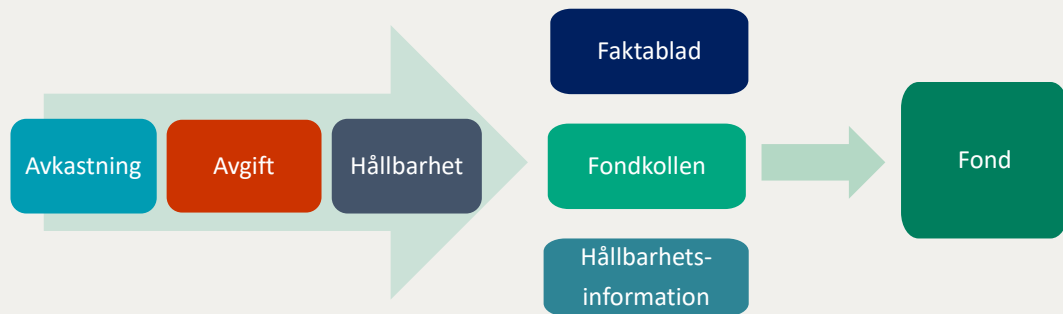 Avkastning
Avgift
Hållbarhet
Faktablad
Fondkollen
Hållbarhets-
information
Fond